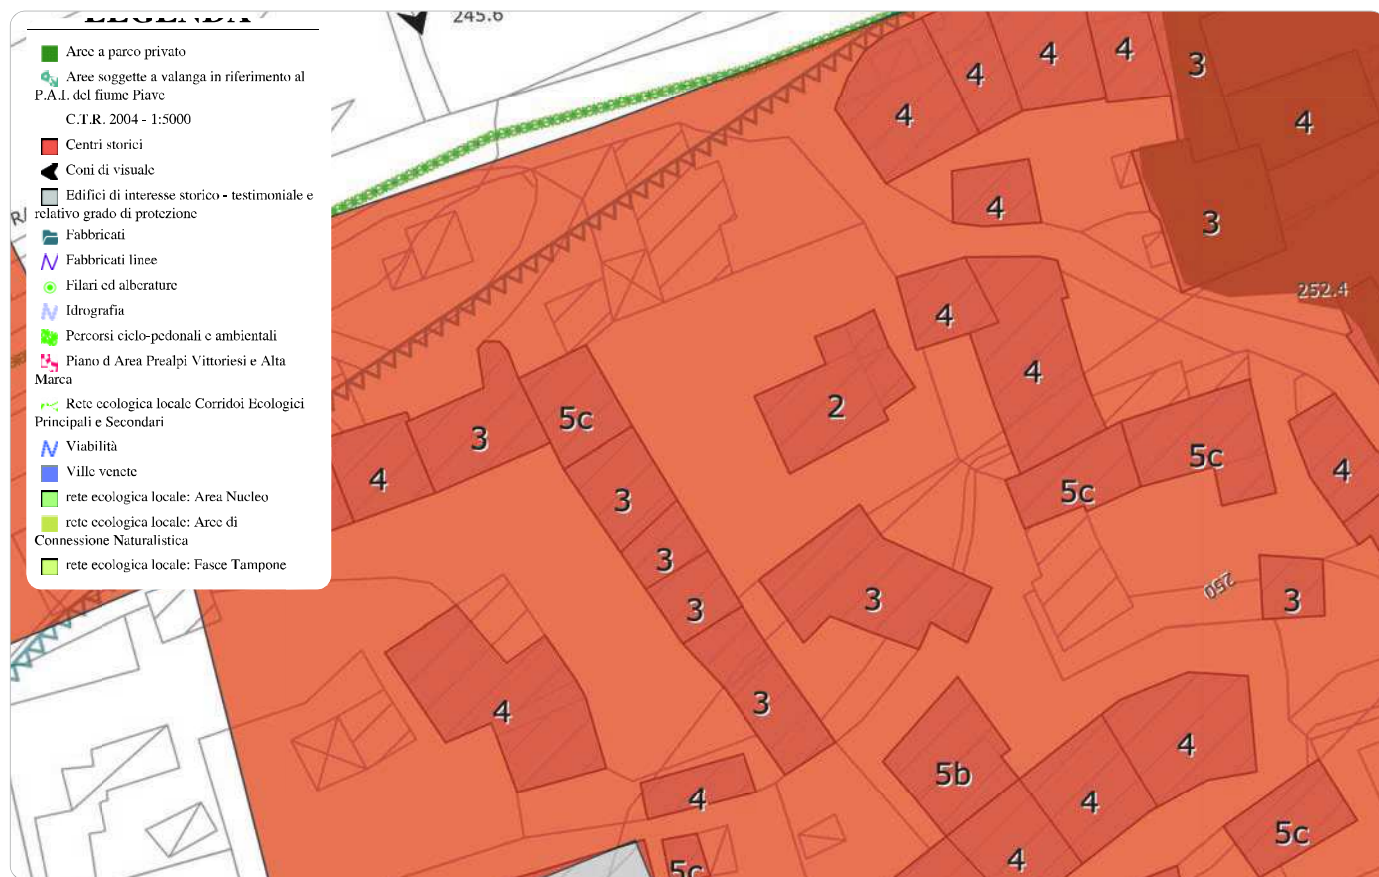 LEGENDA
Aree a parco privato
Aree soggette a valanga in riferimento al
P.A.I. del fiume Piave
C.T.R. 2004 - 1:5000
Centri storici
Coni di visuale
Edifici di interesse storico - testimoniale e
relativo grado di protezione
Fabbricati
Fabbricati linee
Filari ed alberature
Idrografia
Percorsi ciclo-pedonali e ambientali
Piano d Area Prealpi Vittoriesi e Alta
Marca
Rete ecologica locale Corridoi Ecologici
Principali e Secondari
Viabilità
Ville venete
rete ecologica locale: Area Nucleo
rete ecologica locale: Aree di
Connessione Naturalistica
rete ecologica locale: Fasce Tampone
245.6
4
4
4
4
3
4
4
3
252.4
4
4
2
5c
3
4
3
5c
5c
4
3
3
250
3
3
3
4
4
5b
4
4
4
5c
4
5c